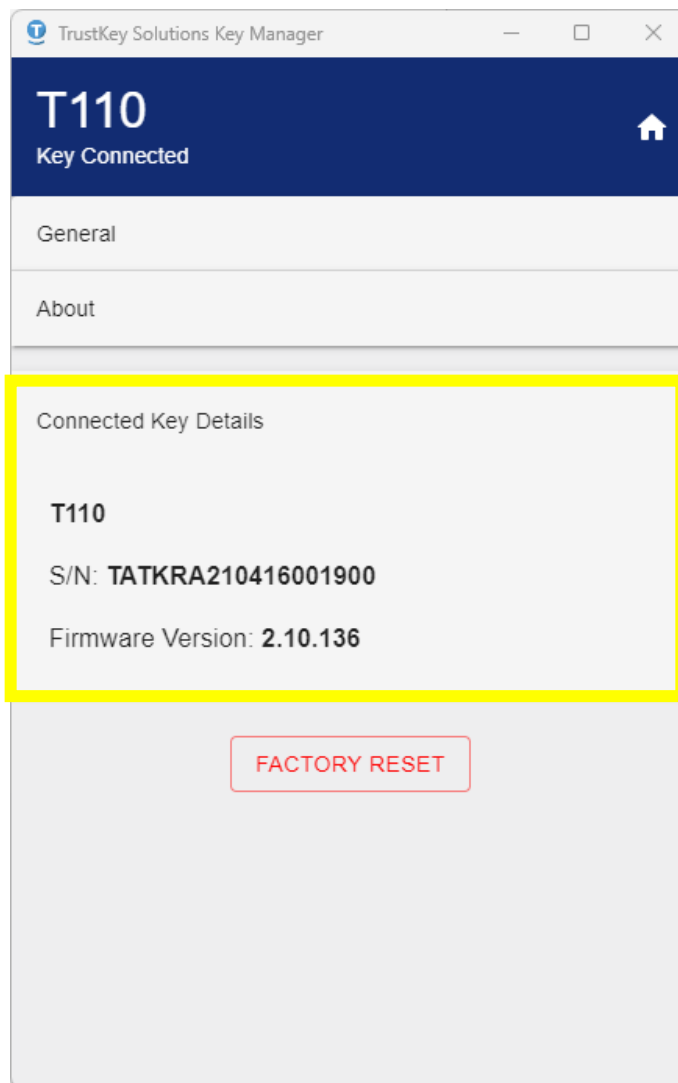 TrustKey Solutions Key Manager
T110
Key Connected
General
About
Connected Key Details
T110
S/N: TATKRA210416001900
Firmware Version: 2.10.136
FACTORY RESET